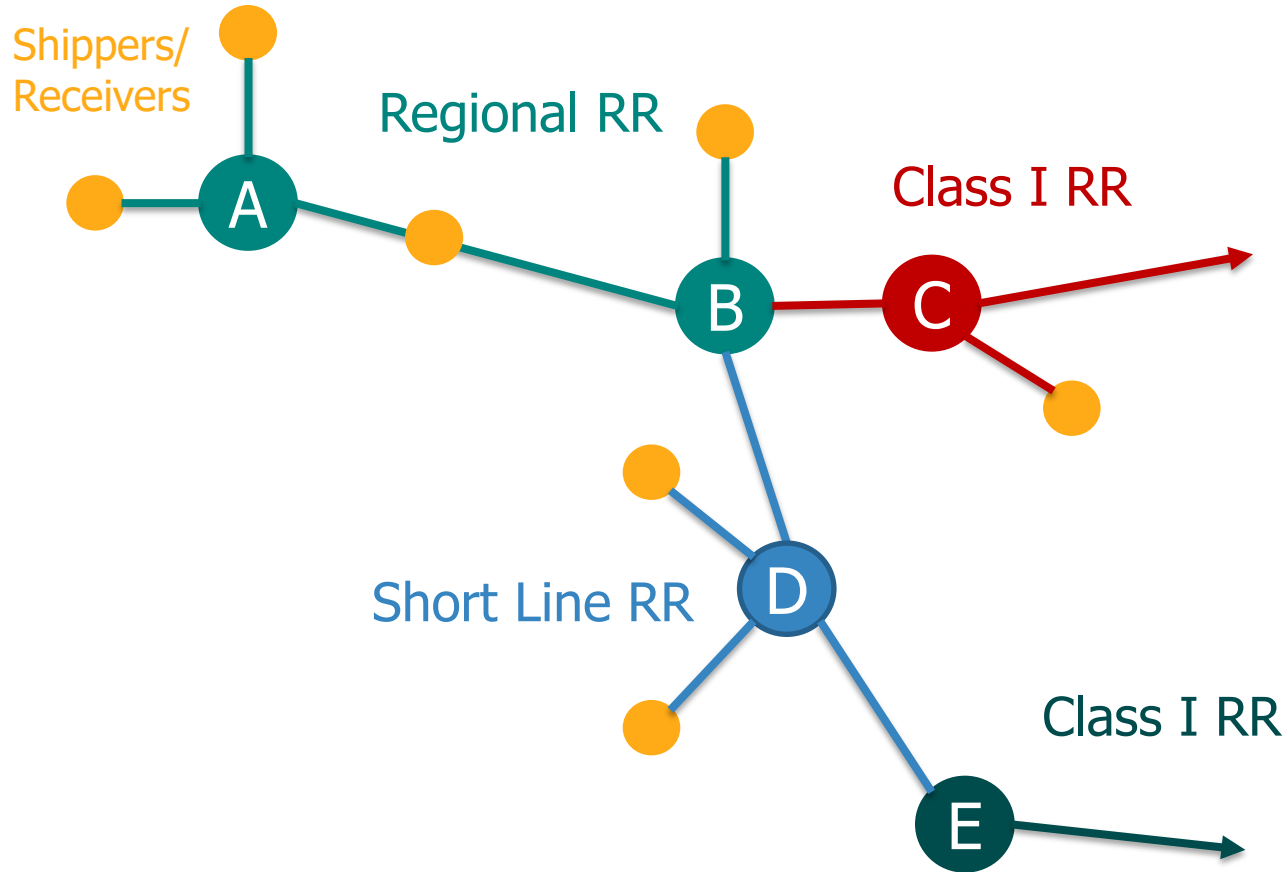 Shippers/
Receivers
Regional RR
Class I RR
A
B
C
Short Line RR
D
Class I RR
E